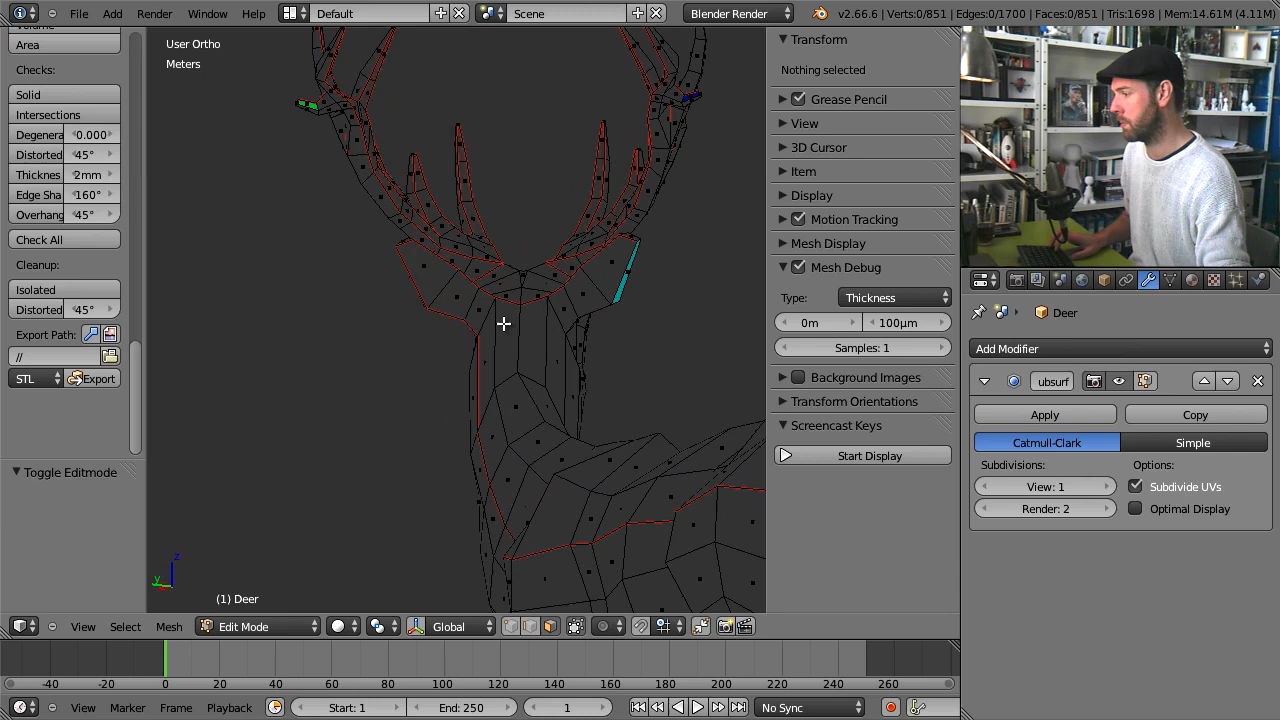 File Add Render Window Help Default Scene Blender Render v2.66.6 | Verts:0/851 | Edges:0/1700 | Faces:0/851 | Tris:1698 | Mem:14.61M (4.11M)
Area
Checks:
Solid
Intersections
Degenera 0.000
Distorted 45°
Thicknes 2mm
Edge Sha 160°
Overhang 45°
Check All
Cleanup:
Isolated
Distorted 45°
Export Path:
//
STL Export
Toggle Editmode
User Ortho
Meters
z
y
(1) Deer
Transform
Nothing selected
Grease Pencil
View
3D Cursor
Item
Display
Motion Tracking
Mesh Display
Mesh Debug
Type: Thickness
0m 100µm
Samples: 1
Background Images
Transform Orientations
Screencast Keys
Start Display
Deer
Add Modifier
ubsurf
Apply Copy
Catmull-Clark Simple
Subdivisions: Options:
View: 1 Subdivide UVs
Render: 2 Optimal Display
View Select Mesh Edit Mode Global
-40 -20 0 20 40 60 80 100 120 140 160 180 200 220 240 260
View Marker Frame Playback Start: 1 End: 250 1 No Sync